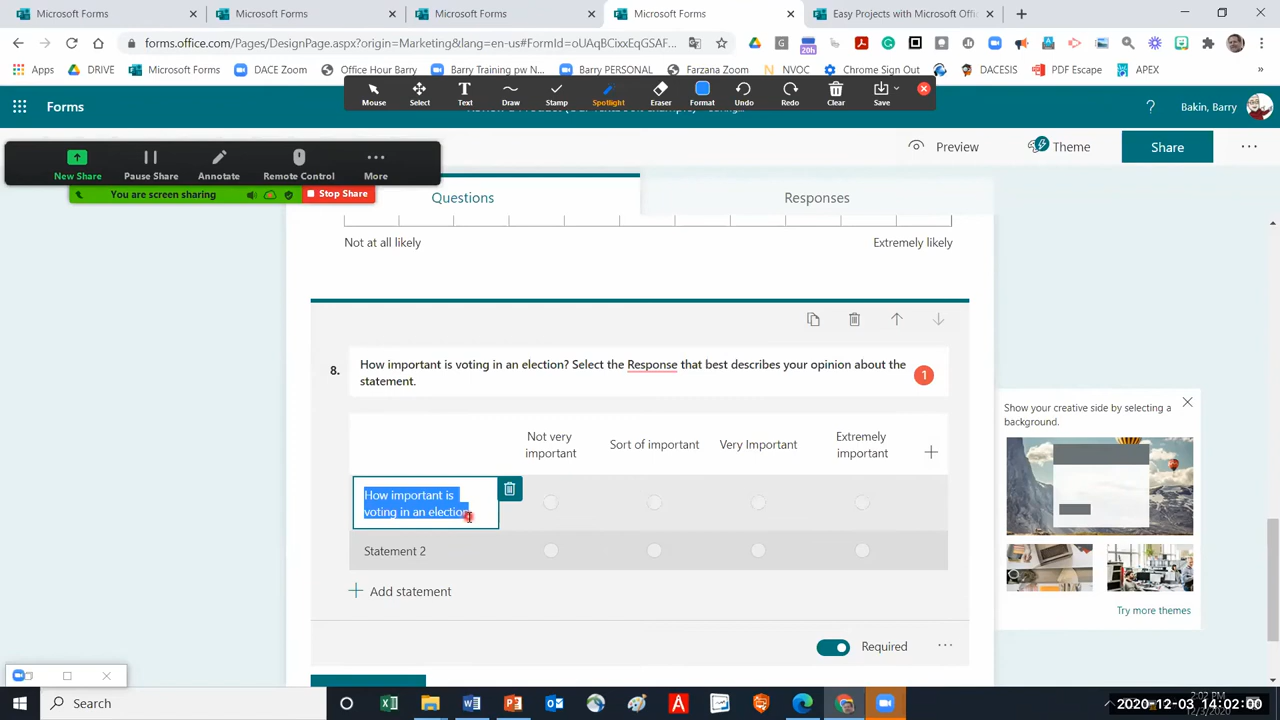 Microsoft Forms
Microsoft Forms
Microsoft Forms
Microsoft Forms
Easy Projects with Microsoft Offi
forms.office.com/Pages/DesignPage.aspx?origin=Marketing&lang=en-us#FormId=oUAqBCixxEqGSAF...
20h
Apps
DRIVE
Microsoft Forms
DACE Zoom
Office Hour Barry
Barry Training pw N...
Barry PERSONAL
Farzana Zoom
NVOC
Chrome Sign Out
DACESIS
PDF Escape
APEX
Mouse
Select
Text
Draw
Stamp
Spotlight
Eraser
Format
Undo
Redo
Clear
Save
Forms
?
Bakin, Barry
New Share
Pause Share
Annotate
Remote Control
More
Preview
Theme
Share
You are screen sharing
Stop Share
Questions
Responses
Not at all likely
Extremely likely
8.
How important is voting in an election? Select the Response that best describes your opinion about the
statement.
1
Not very
important
Sort of important
Very Important
Extremely
important
How important is
voting in an election
Statement 2
Add statement
Required
Show your creative side by selecting a
background.
Try more themes
Search
2:02 PM
2020-12-03 14:02:00